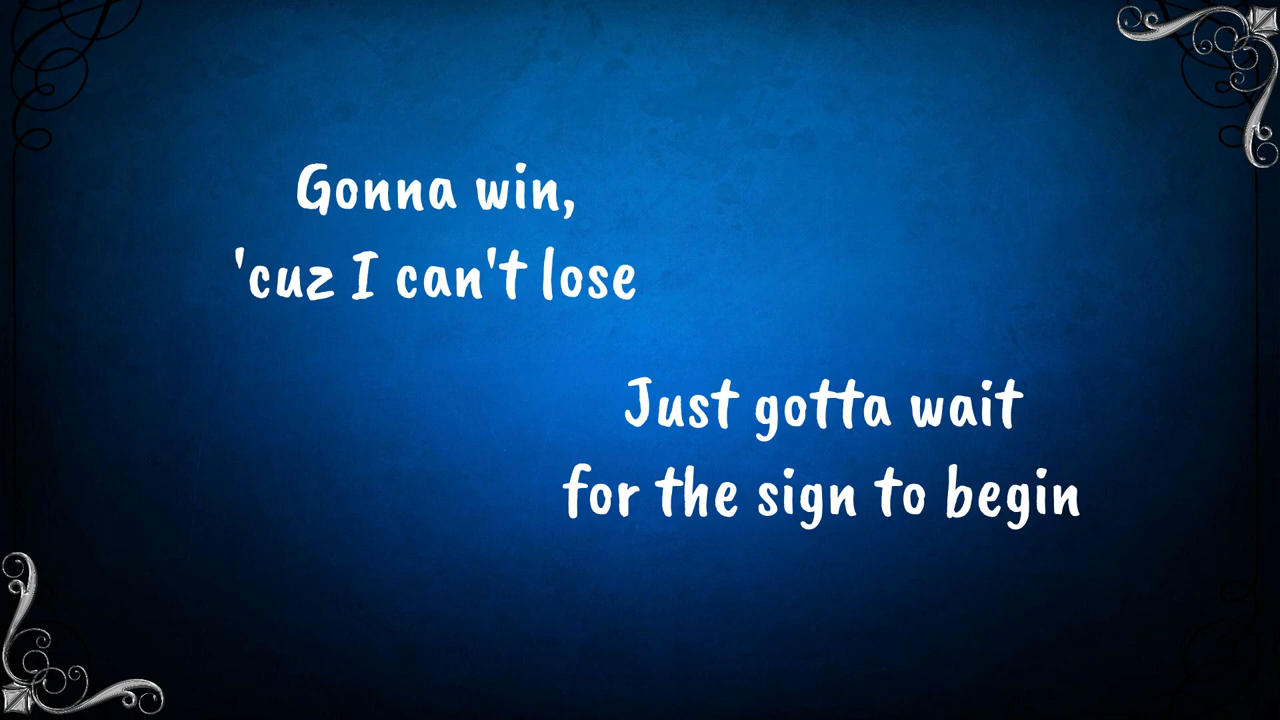 Gonna win,
'cuz I can't lose
Just gotta wait
for the sign to begin